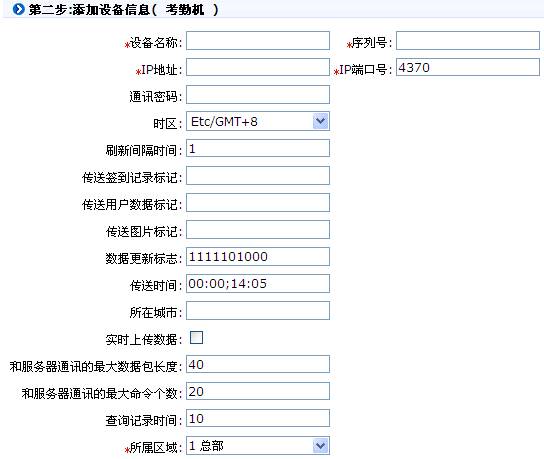 第二步:添加设备信息( 考勤机 )
*设备名称: *序列号:
*IP地址: *IP端口号: 4370
通讯密码:
时区: Etc/GMT+8
刷新间隔时间: 1
传送签到记录标记:
传送用户数据标记:
传送图片标记:
数据更新标志: 1111101000
传送时间: 00:00;14:05
所在城市:
实时上传数据:
和服务器通讯的最大数据包长度: 40
和服务器通讯的最大命令个数: 20
查询记录时间: 10
*所属区域: 1 总部